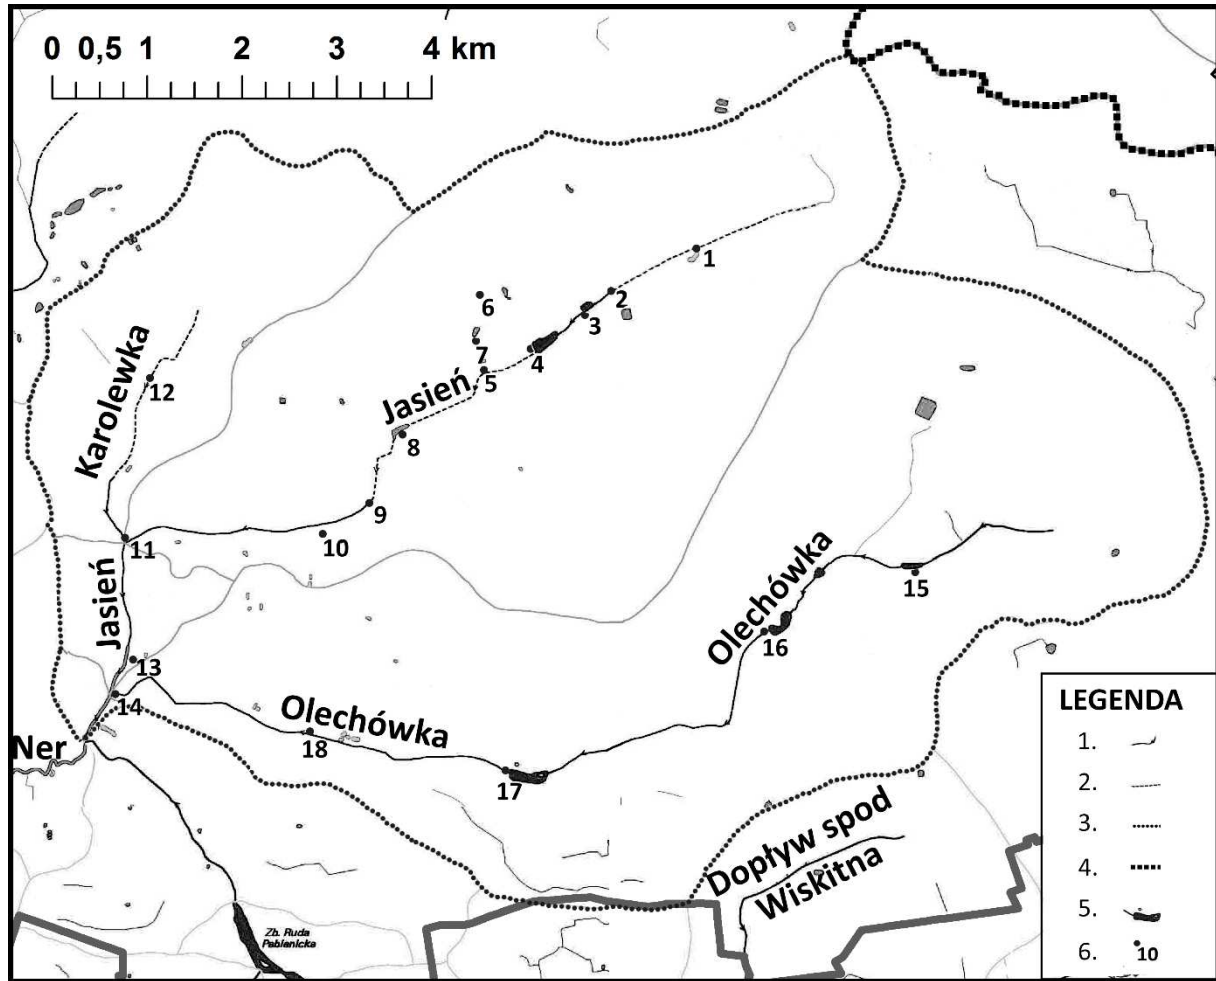 0 0,5 1 2 3 4 km
1
2
6
3
7
4
12
5
Karolewka
Jasień
8
9
10
11
Jasień
Olechówka
15
16
13
14
Olechówka
LEGENDA
Ner
18
17
1.
2.
3.
4.
5.
6. 10
Dopływ spod
Wiskitna
Zb. Ruda
Pabianicka